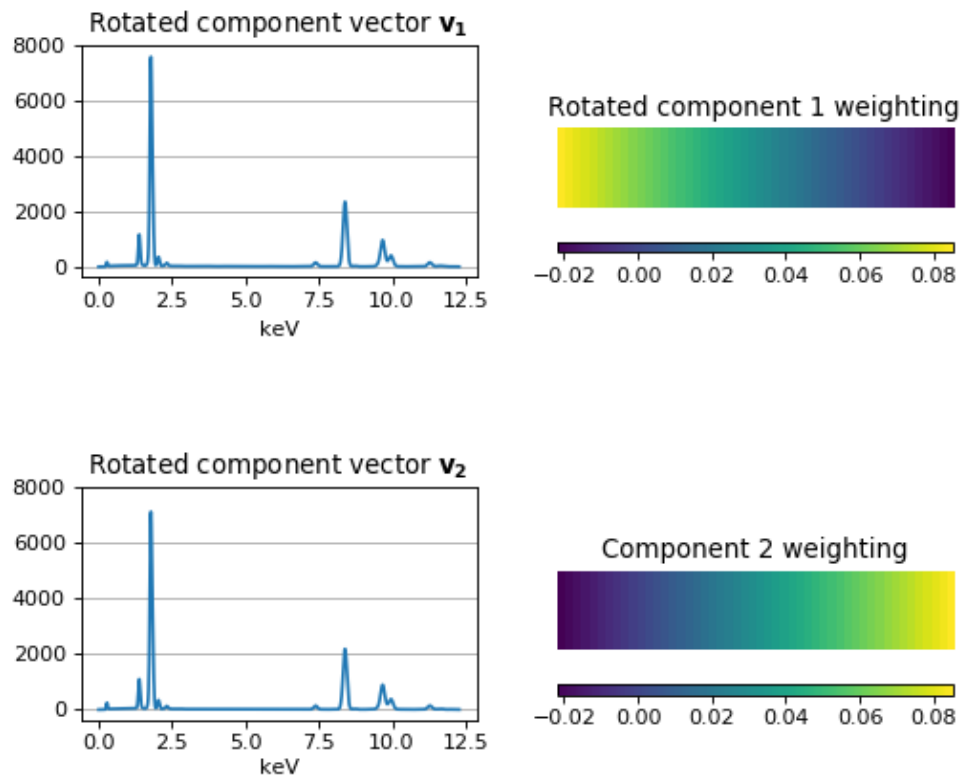 Rotated component vector v₁
8000
6000
4000
2000
0
0.0 2.5 5.0 7.5 10.0 12.5
keV
Rotated component 1 weighting
−0.02 0.00 0.02 0.04 0.06 0.08
Rotated component vector v₂
8000
6000
4000
2000
0
0.0 2.5 5.0 7.5 10.0 12.5
keV
Component 2 weighting
−0.02 0.00 0.02 0.04 0.06 0.08